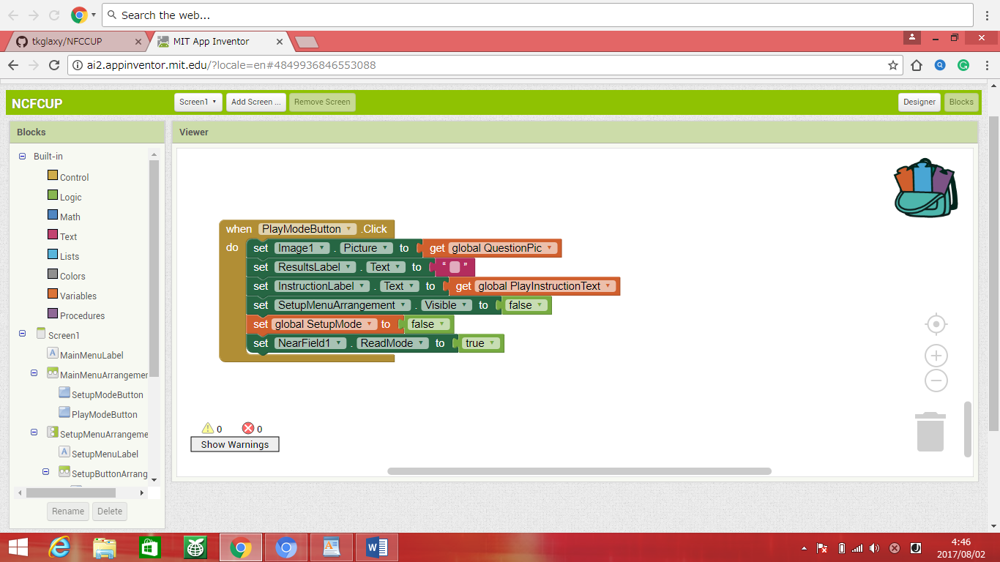 Search the web...
tkglaxy/NFCCUP
MIT App Inventor
ai2.appinventor.mit.edu/?locale=en#4849936846553088
NCFCUP
Screen1
Add Screen ...
Remove Screen
Designer
Blocks
Blocks
Viewer
Built-in
Control
Logic
Math
Text
Lists
Colors
Variables
Procedures
Screen1
MainMenuLabel
MainMenuArrangemer
SetupModeButton
PlayModeButton
SetupMenuArrangeme
SetupMenuLabel
SetupButtonArrang
Rename Delete
when PlayModeButton .Click
do set Image1 . Picture to get global QuestionPic
set ResultsLabel . Text to “ ”
set InstructionLabel . Text to get global PlayInstructionText
set SetupMenuArrangement . Visible to false
set global SetupMode to false
set NearField1 . ReadMode to true
0 0
Show Warnings
4:46
2017/08/02